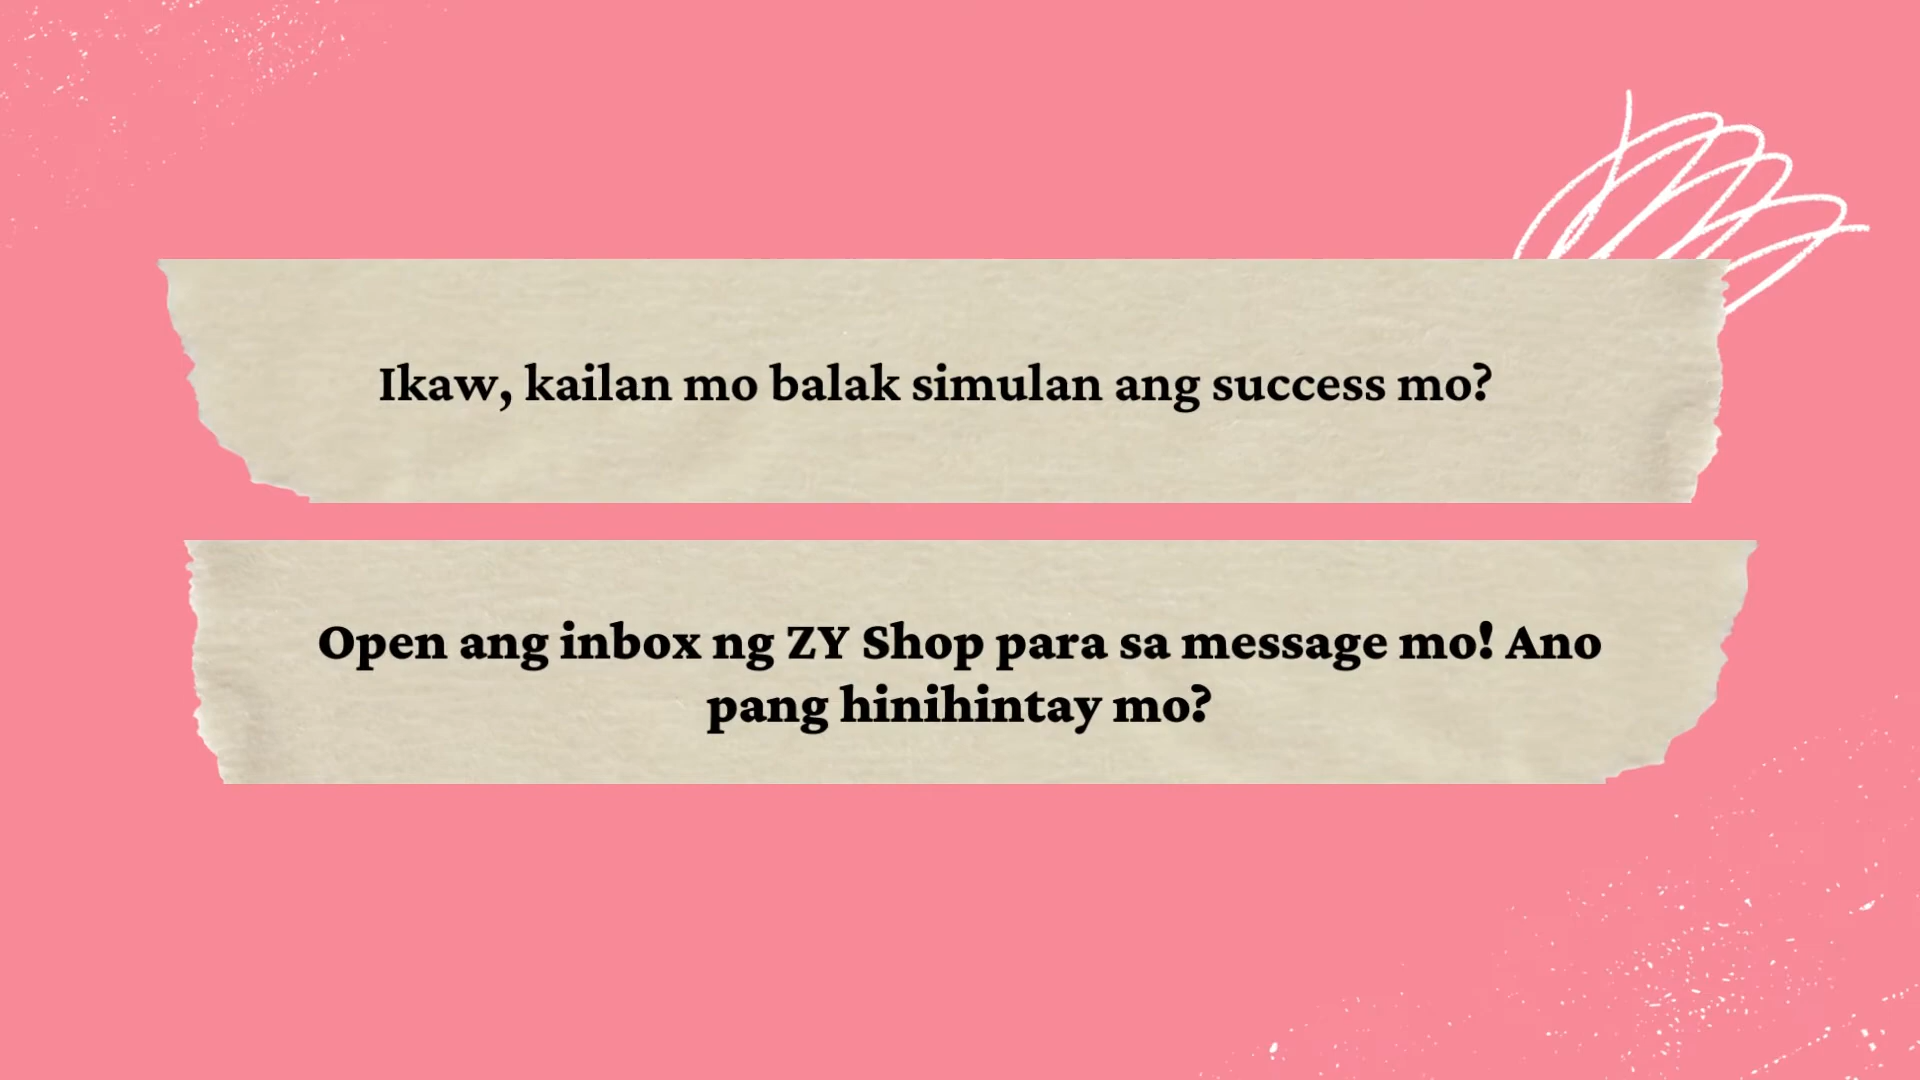 Ikaw, kailan mo balak simulan ang success mo?
Open ang inbox ng ZY Shop para sa message mo! Ano
pang hinihintay mo?